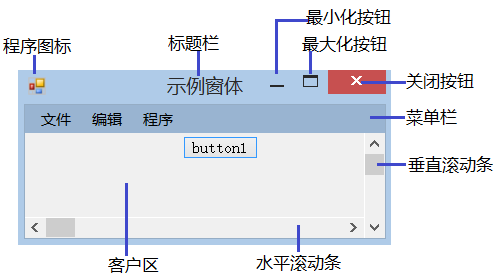 最小化按钮
程序图标
标题栏
最大化按钮
示例窗体
关闭按钮
文件 编辑 程序
菜单栏
button1
垂直滚动条
客户区
水平滚动条